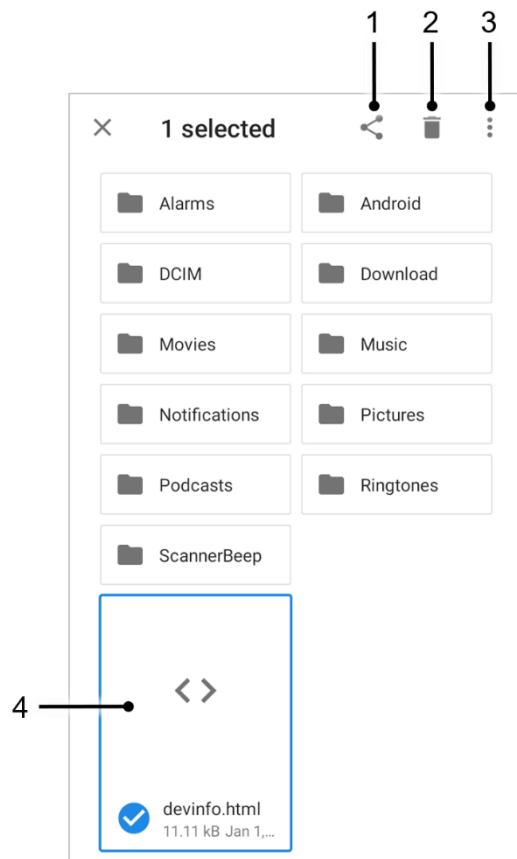 1 2 3
1 selected
Alarms Android
DCIM Download
Movies Music
Notifications Pictures
Podcasts Ringtones
ScannerBeep
4
devinfo.html
11.11 kB Jan 1,...